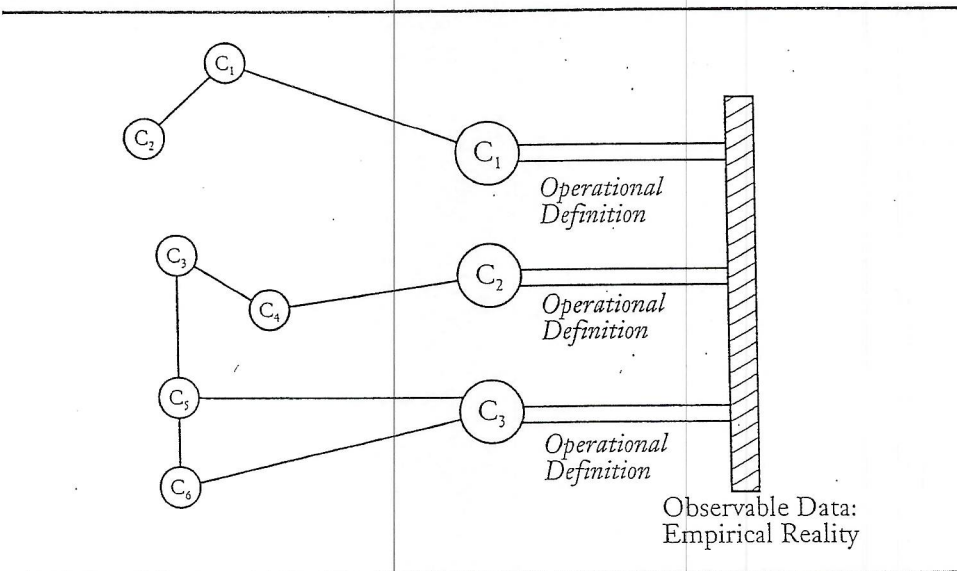 C₁
C₂
C₁
Operational
Definition
C₃
C₄
C₂
Operational
Definition
C₅
C₃
C₆
Operational
Definition
Observable Data:
Empirical Reality